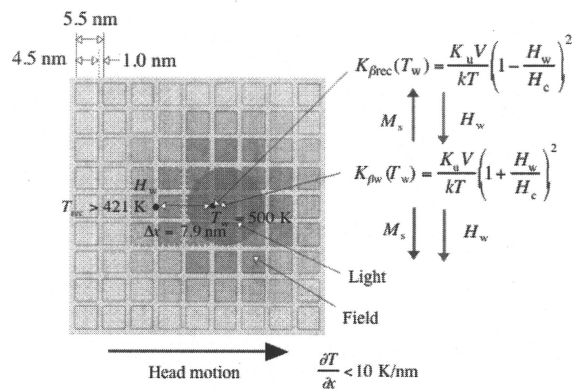 5.5 nm
4.5 nm
1.0 nm
K_βrec(T_w) = K_uV/kT (1 − H_w/H_c)^2
M_s
H_w
K_βw(T_w) = K_uV/kT (1 + H_w/H_c)^2
H_w
T_rec > 421 K
T_w = 500 K
Δx = 7.9 nm
M_s
H_w
Light
Field
Head motion
∂T/∂x < 10 K/nm